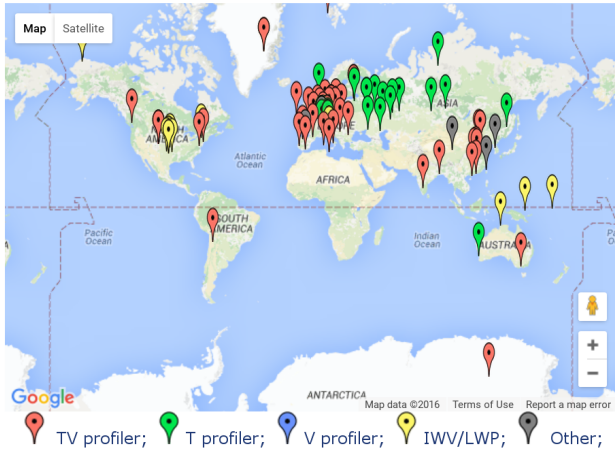 Map Satellite
ASIA
NORTH
AMERICA
Atlantic
Ocean
AFRICA
SOUTH
AMERICA
Pacific
Ocean
Indian
Ocean
AUSTRALIA
ANTARCTICA
Google
Map data ©2016 Terms of Use Report a map error
TV profiler; T profiler; V profiler; IWV/LWP; Other;